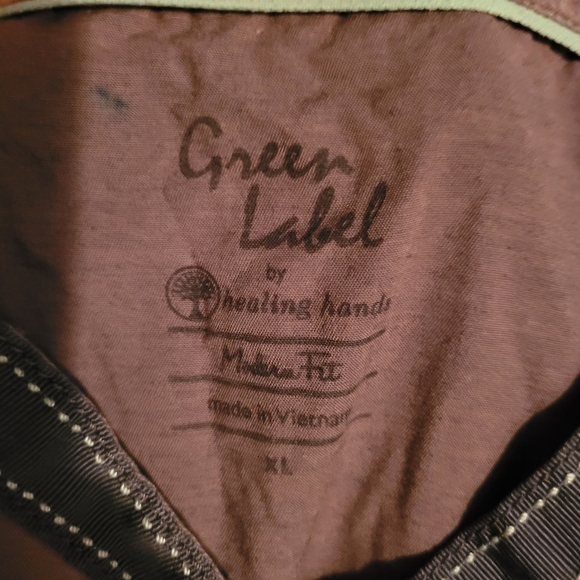 Green
Label
by
healing hands
Modern Fit
made in Vietnam
XL